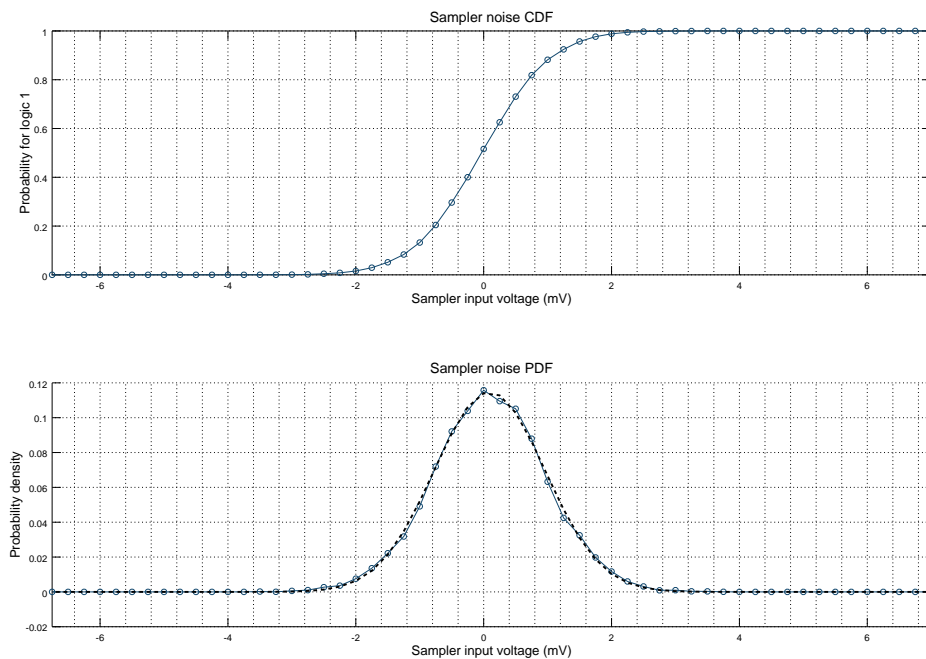 Sampler noise CDF
1
0.8
0.6
0.4
0.2
0
Probability for logic 1
-6 -4 -2 0 2 4 6
Sampler input voltage (mV)
Sampler noise PDF
0.12
0.1
0.08
0.06
0.04
0.02
0
-0.02
Probability density
-6 -4 -2 0 2 4 6
Sampler input voltage (mV)